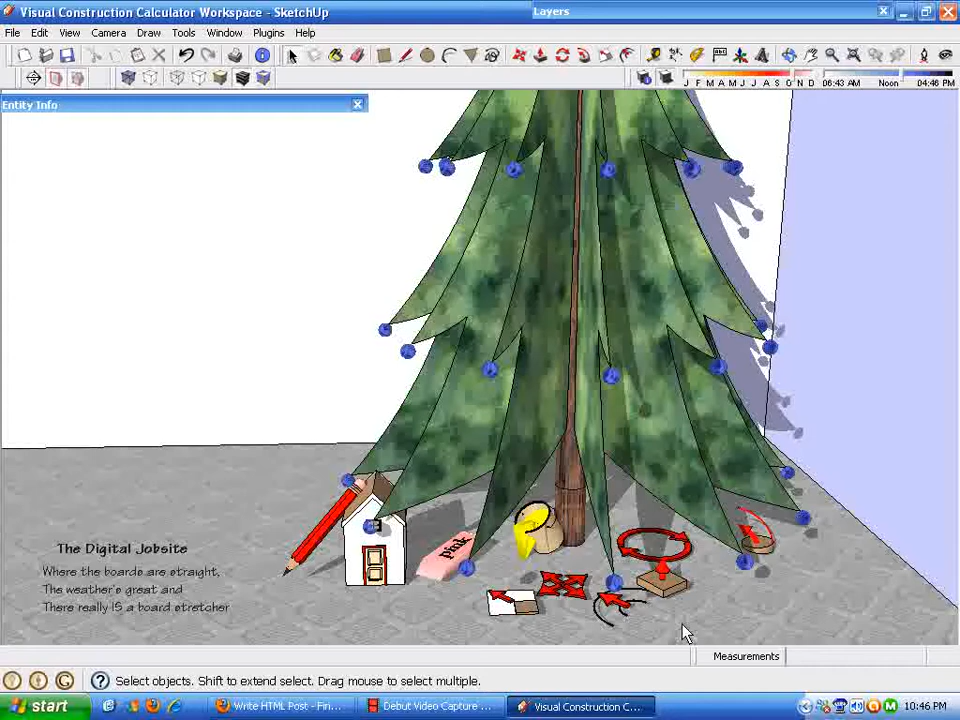 Visual Construction Calculator Workspace - SketchUp
Layers
File Edit View Camera Draw Tools Window Plugins Help
J F M A M J J A S O N D 06:43 AM Noon 04:46 PM
Entity Info
Pink
The Digital Jobsite
Where the boards are straight,
The weather's great and
There really IS a board stretcher
Measurements
Select objects. Shift to extend select. Drag mouse to select multiple.
start
Write HTML Post - Fir...
Debut Video Capture ...
Visual Construction C...
10:46 PM